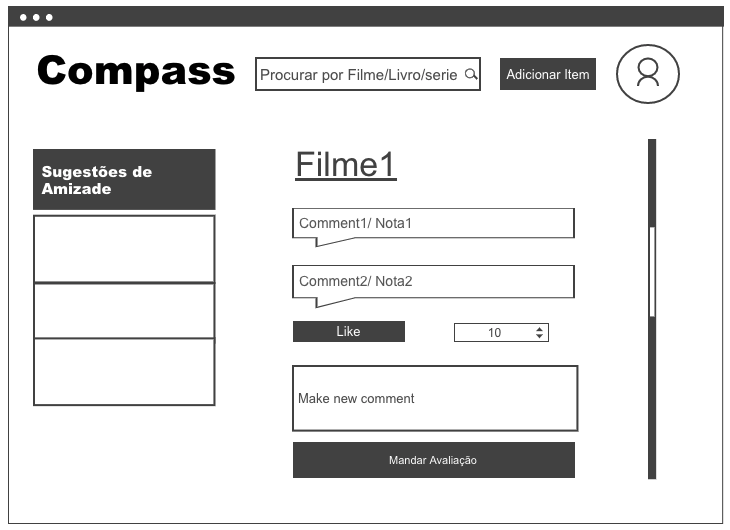 Compass
Procurar por Filme/Livro/serie
Adicionar Item
Sugestões de
Amizade
Filme1
Comment1/ Nota1
Comment2/ Nota2
Like
10
Make new comment
Mandar Avaliação